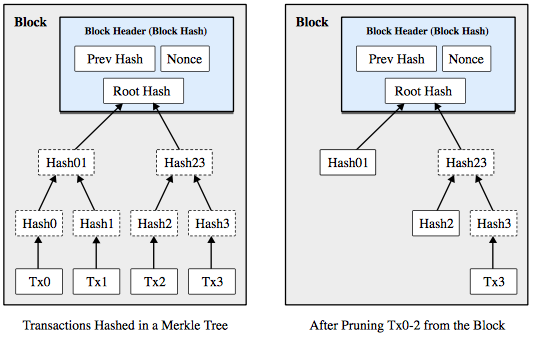 Block
Block Header (Block Hash)
Prev Hash
Nonce
Root Hash
Hash01
Hash23
Hash0
Hash1
Hash2
Hash3
Tx0
Tx1
Tx2
Tx3
Transactions Hashed in a Merkle Tree
Block
Block Header (Block Hash)
Prev Hash
Nonce
Root Hash
Hash01
Hash23
Hash2
Hash3
Tx3
After Pruning Tx0-2 from the Block